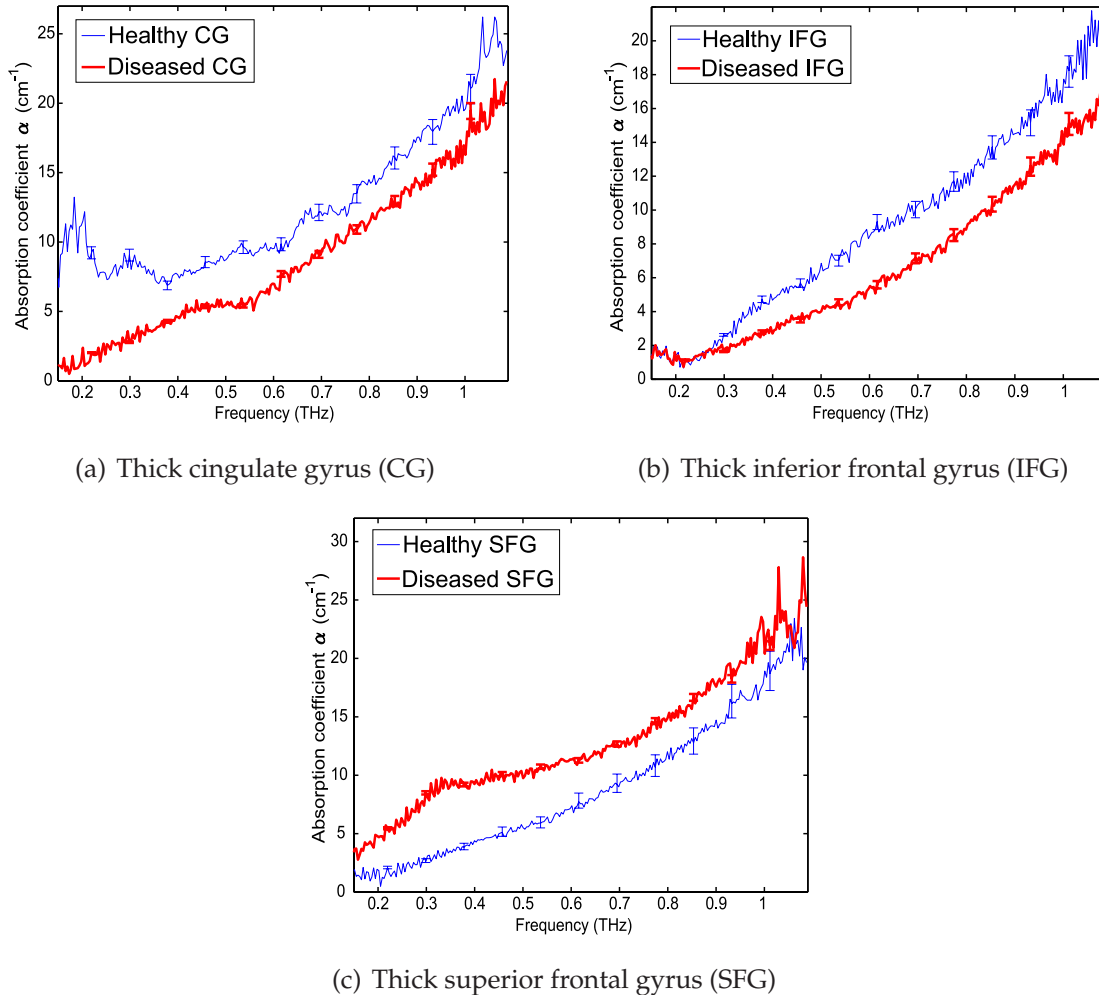 Healthy CG
Diseased CG
Absorption coefficient α (cm⁻¹)
25
20
15
10
5
0
0.2 0.3 0.4 0.5 0.6 0.7 0.8 0.9 1
Frequency (THz)
(a) Thick cingulate gyrus (CG)
Healthy IFG
Diseased IFG
Absorption coefficient α (cm⁻¹)
20
18
16
14
12
10
8
6
4
2
0
0.2 0.3 0.4 0.5 0.6 0.7 0.8 0.9 1
Frequency (THz)
(b) Thick inferior frontal gyrus (IFG)
Healthy SFG
Diseased SFG
Absorption coefficient α (cm⁻¹)
30
25
20
15
10
5
0
0.2 0.3 0.4 0.5 0.6 0.7 0.8 0.9 1
Frequency (THz)
(c) Thick superior frontal gyrus (SFG)